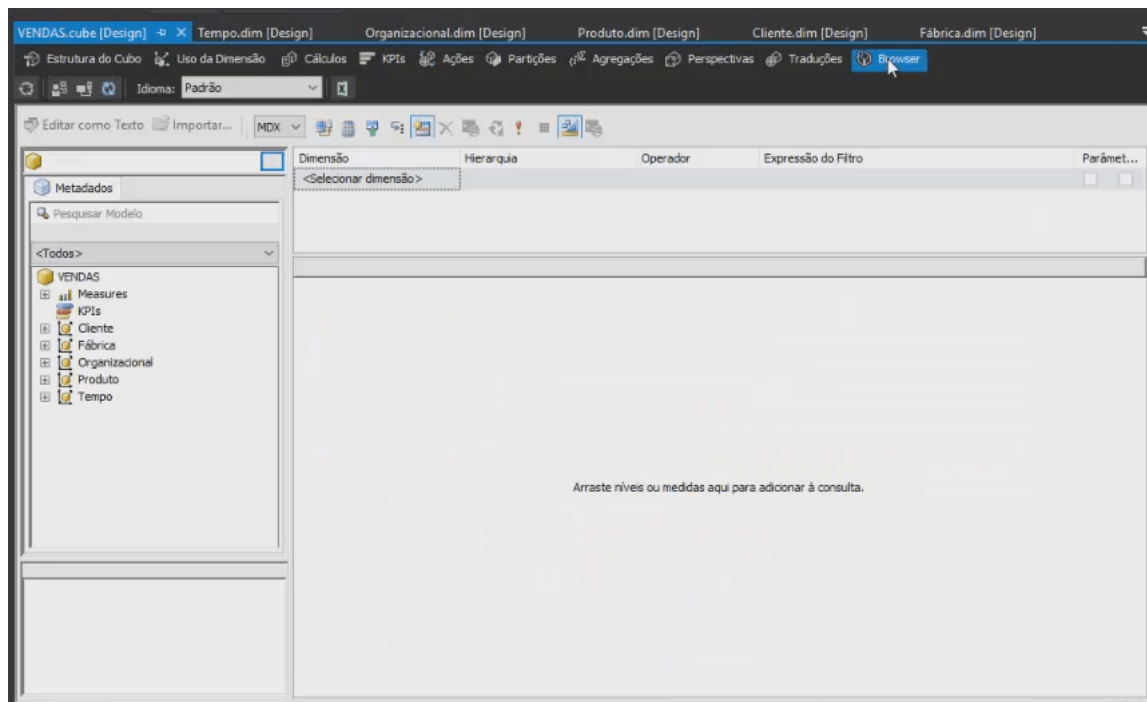 VENDAS.cube [Design] Tempo.dim [Design] Organizacional.dim [Design] Produto.dim [Design] Cliente.dim [Design] Fábrica.dim [Design]
Estrutura do Cubo Uso da Dimensão Cálculos KPIs Ações Partições Agregações Perspectivas Traduções Browser
Idioma: Padrão
Editar como Texto Importar... MDX
Dimensão Hierarquia Operador Expressão do Filtro Parâmet...
<Selecionar dimensão>
Metadados
Pesquisar Modelo
<Todos>
VENDAS
Measures
KPIs
Cliente
Fábrica
Organizacional
Produto
Tempo
Arraste níveis ou medidas aqui para adicionar à consulta.